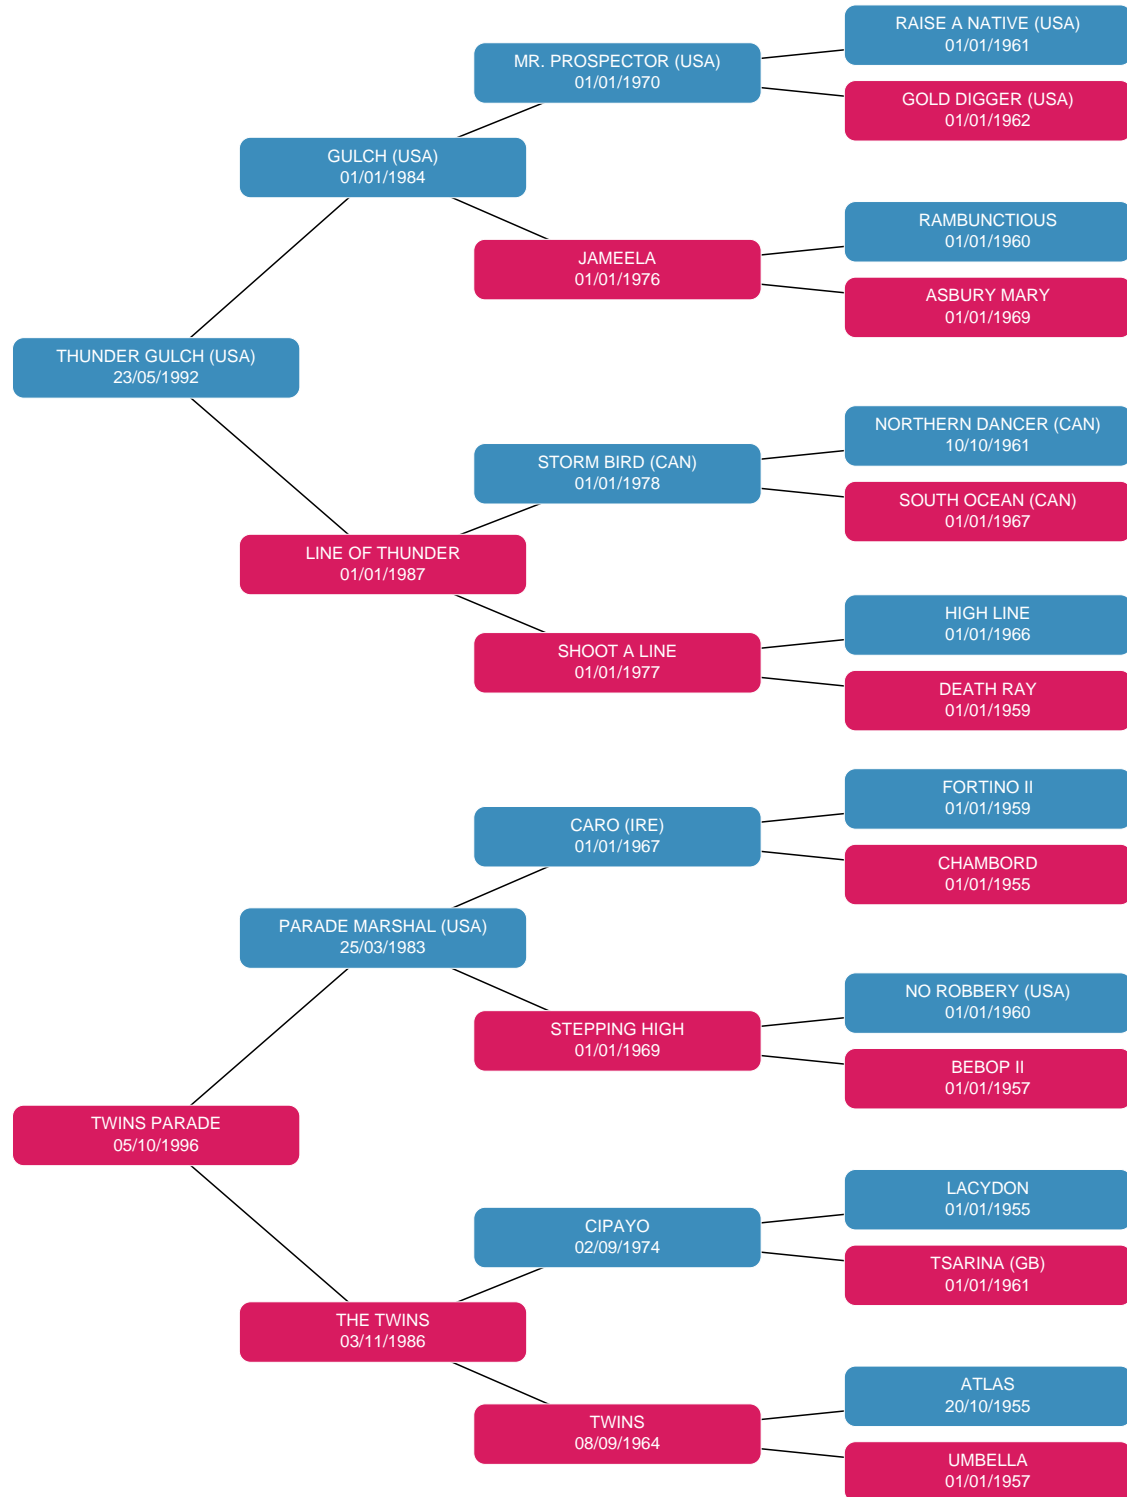 RAISE A NATIVE (USA)
01/01/1961
MR. PROSPECTOR (USA)
01/01/1970
GOLD DIGGER (USA)
01/01/1962
GULCH (USA)
01/01/1984
RAMBUNCTIOUS
01/01/1960
JAMEELA
01/01/1976
ASBURY MARY
01/01/1969
THUNDER GULCH (USA)
23/05/1992
NORTHERN DANCER (CAN)
10/10/1961
STORM BIRD (CAN)
01/01/1978
SOUTH OCEAN (CAN)
01/01/1967
LINE OF THUNDER
01/01/1987
HIGH LINE
01/01/1966
SHOOT A LINE
01/01/1977
DEATH RAY
01/01/1959
FORTINO II
01/01/1959
CARO (IRE)
01/01/1967
CHAMBORD
01/01/1955
PARADE MARSHAL (USA)
25/03/1983
NO ROBBERY (USA)
01/01/1960
STEPPING HIGH
01/01/1969
BEBOP II
01/01/1957
TWINS PARADE
05/10/1996
LACYDON
01/01/1955
CIPAYO
02/09/1974
TSARINA (GB)
01/01/1961
THE TWINS
03/11/1986
ATLAS
20/10/1955
TWINS
08/09/1964
UMBELLA
01/01/1957